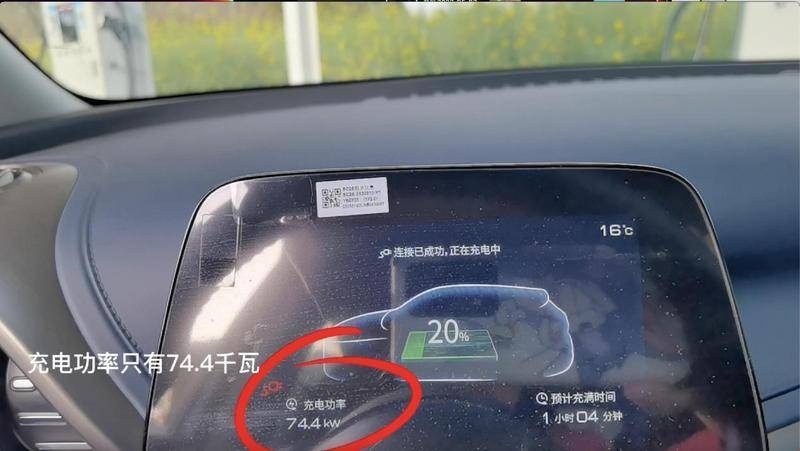 16℃
连接已成功,正在充电中
20%
充电功率只有74.4千瓦
充电功率
74.4 kW
预计充满时间
1 小时 04 分钟